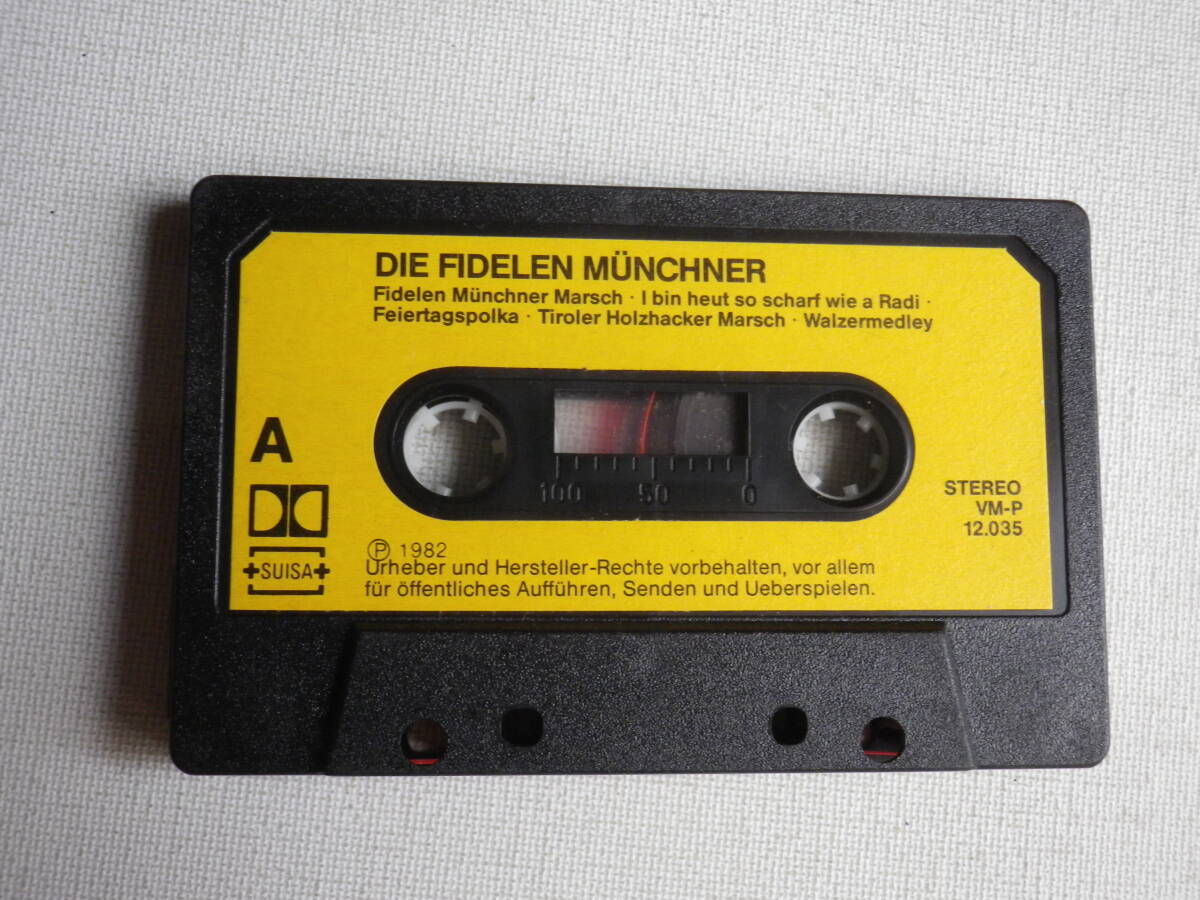 DIE FIDELEN MÜNCHNER
Fidelen Münchner Marsch · I bin heut so scharf wie a Radi ·
Feiertagspolka · Tiroler Holzhacker Marsch · Walzermedley
A
100 50 0
STEREO
VM-P
12.035
SUISA
℗ 1982
Urheber und Hersteller-Rechte vorbehalten, vor allem
für öffentliches Aufführen, Senden und Ueberspielen.